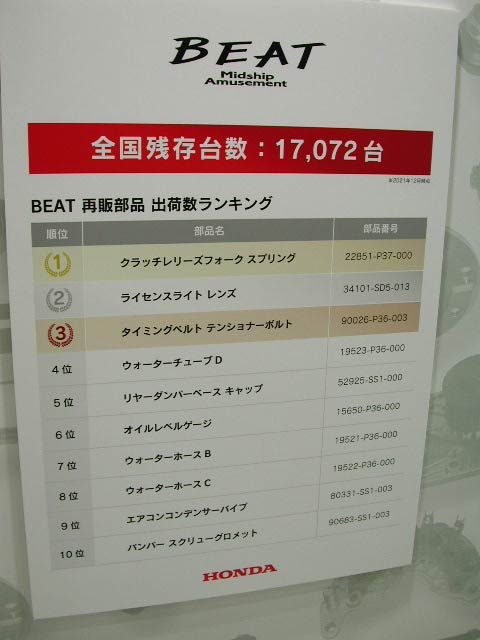 BEAT
Midship
Amusement
全国残存台数：17,072台
※2021年12月時点
BEAT 再販部品 出荷数ランキング
順位 部品名 部品番号
1 クラッチレリーズフォーク スプリング 22851-P37-000
2 ライセンスライト レンズ 34101-SD5-013
3 タイミングベルト テンショナーボルト 90026-P36-003
4 位 ウォーターチューブD 19523-P36-000
5 位 リヤーダンパーベース キャップ 52925-SS1-000
6 位 オイルレベルゲージ 15650-P36-000
7 位 ウォーターホースB 19521-P36-000
8 位 ウォーターホースC 19522-P36-000
9 位 エアコンコンデンサーパイプ 80331-SS1-003
10 位 バンパー スクリューグロメット 90683-SS1-003
HONDA